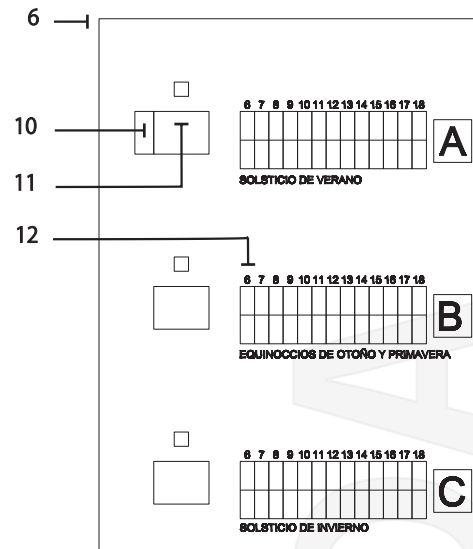 6
6 7 8 9 10 11 12 13 14 15 16 17 18
10
A
11
SOLSTICIO DE VERANO
12
6 7 8 9 10 11 12 13 14 15 16 17 18
B
EQUINOCCIOS DE OTOÑO Y PRIMAVERA
6 7 8 9 10 11 12 13 14 15 16 17 18
C
SOLSTICIO DE INVIERNO